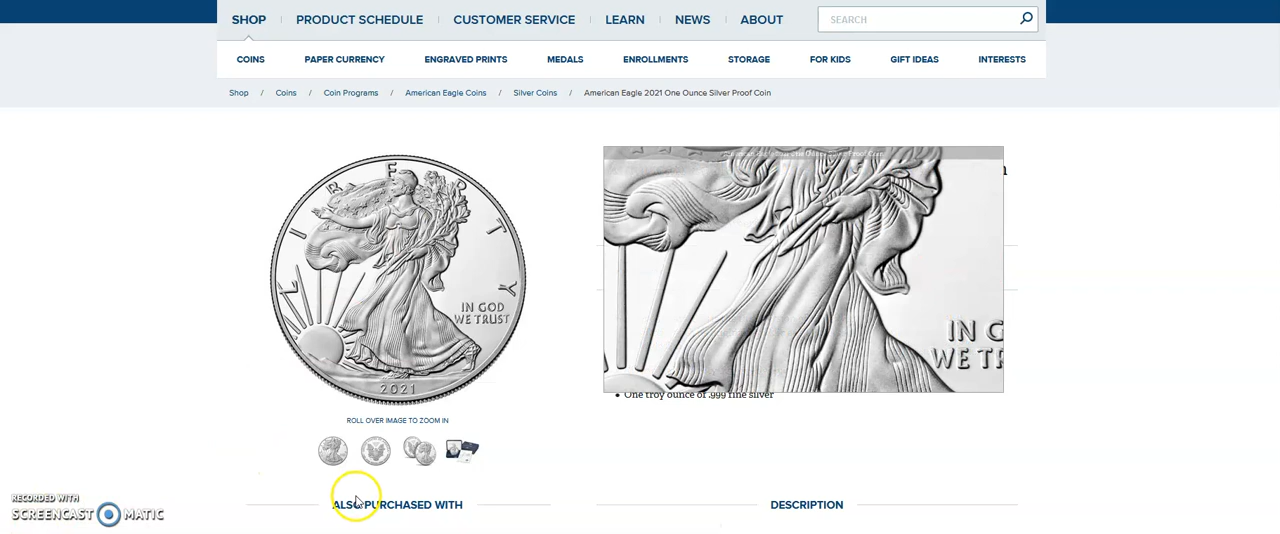 SHOP PRODUCT SCHEDULE CUSTOMER SERVICE LEARN NEWS ABOUT SEARCH
COINS PAPER CURRENCY ENGRAVED PRINTS MEDALS ENROLLMENTS STORAGE FOR KIDS GIFT IDEAS INTERESTS
Shop / Coins / Coin Programs / American Eagle Coins / Silver Coins / American Eagle 2021 One Ounce Silver Proof Coin
LIBERTY
IN GOD
WE TRUST
2021
IN G
WE TR
• One troy ounce of .999 fine silver
ROLL OVER IMAGE TO ZOOM IN
ALSO PURCHASED WITH
DESCRIPTION
RECORDED WITH
SCREENCAST MATIC